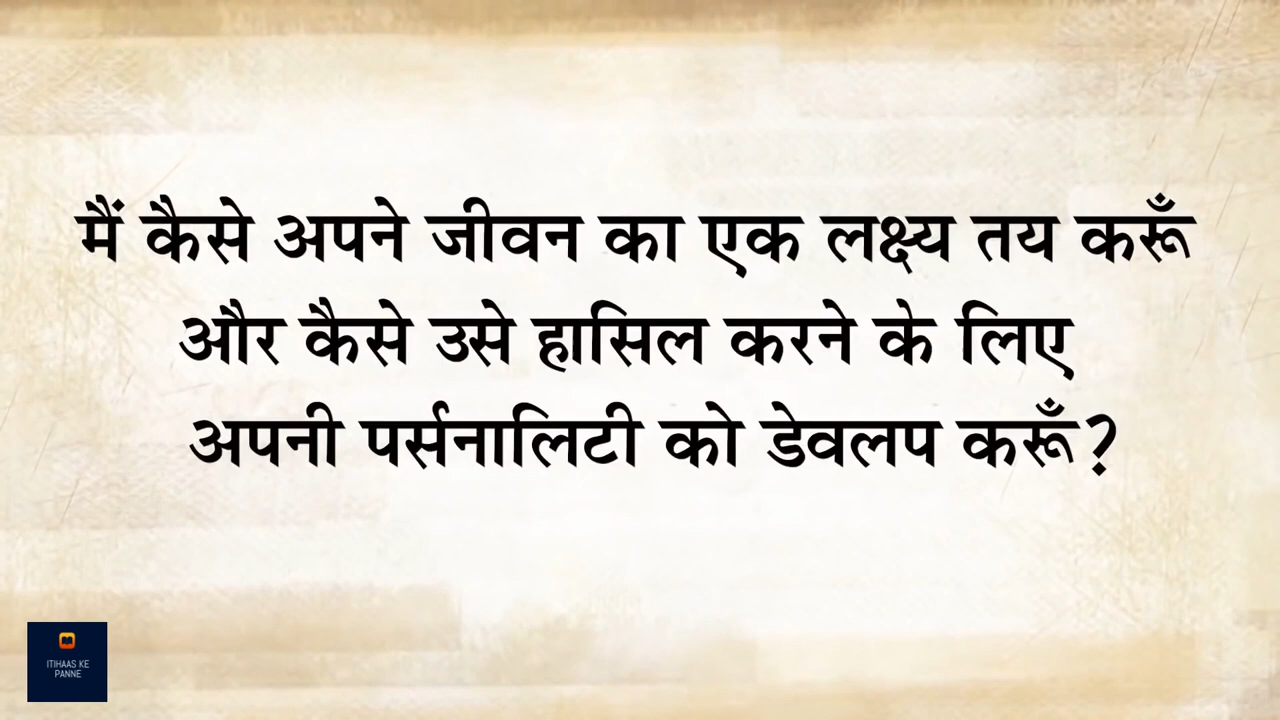 मैं कैसे अपने जीवन का एक लक्ष्य तय करूँ
और कैसे उसे हासिल करने के लिए
अपनी पर्सनालिटी को डेवलप करूँ?
ITIHAAS KE
PANNE